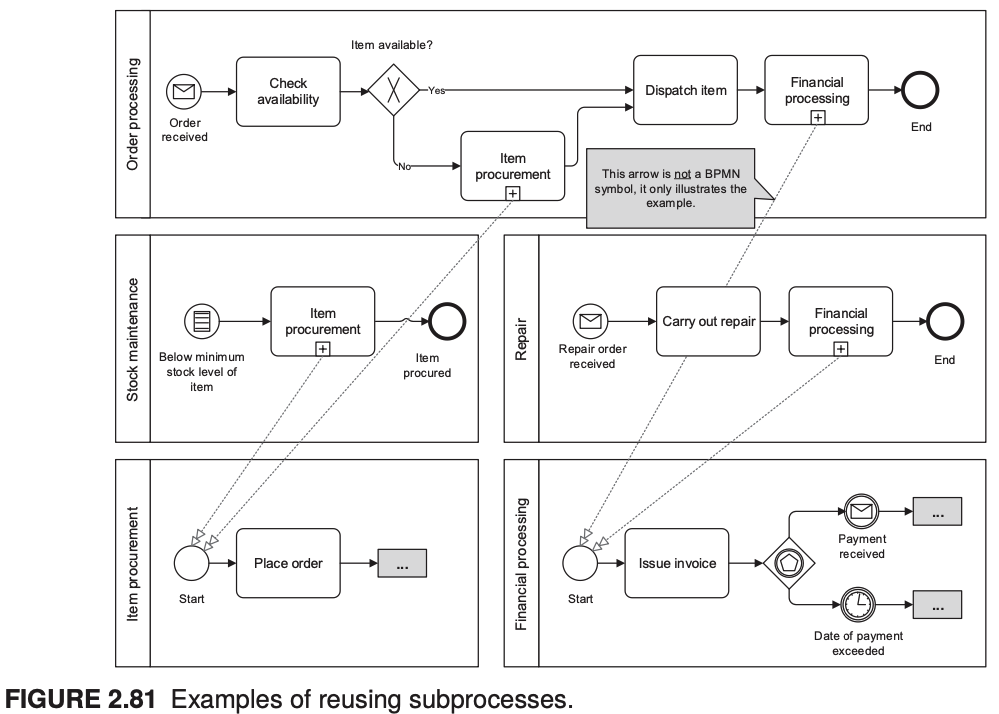 Order processing
Item available?
Check
availability
Yes
Dispatch item
Financial
processing
Order
received
End
No
Item
procurement
This arrow is not a BPMN
symbol, it only illustrates the
example.
Stock maintenance
Item
procurement
Below minimum
stock level of
item
Item
procured
Repair
Carry out repair
Financial
processing
Repair order
received
End
Item procurement
Place order
...
Start
Financial processing
Issue invoice
Start
...
Payment
received
...
Date of payment
exceeded
FIGURE 2.81 Examples of reusing subprocesses.